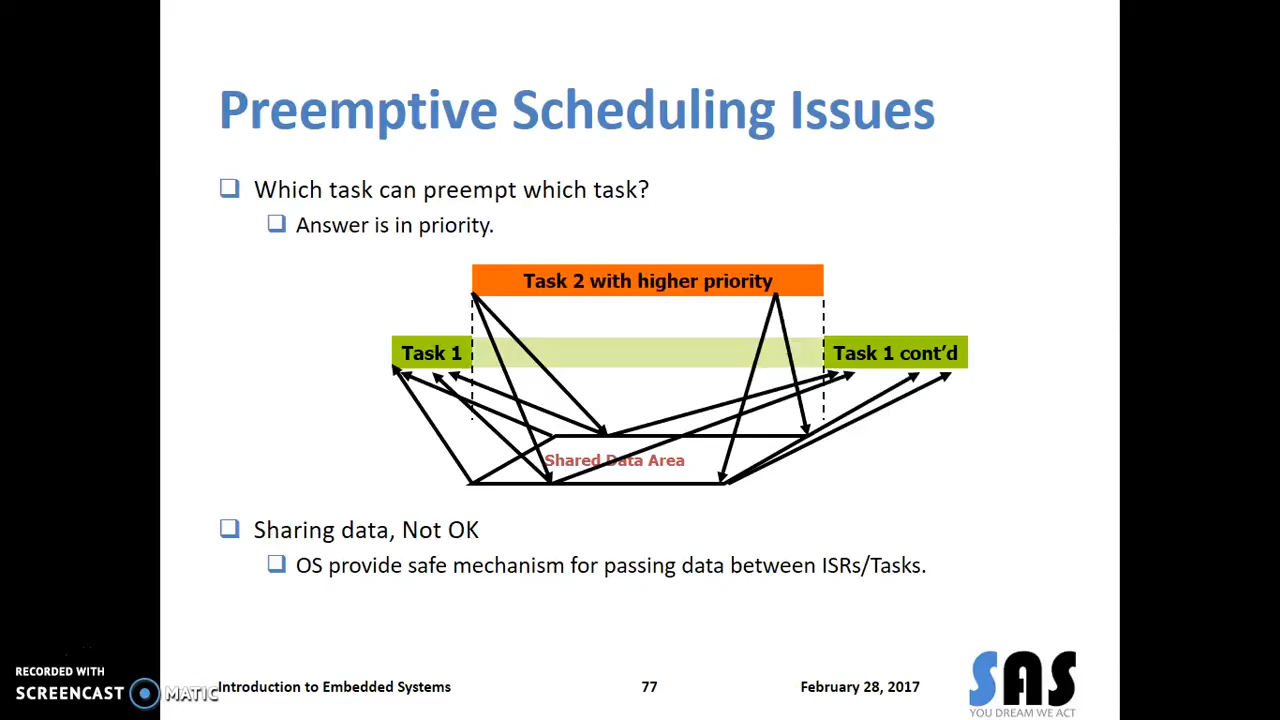 Preemptive Scheduling Issues
Which task can preempt which task?
Answer is in priority.
Task 2 with higher priority
Task 1
Task 1 cont'd
Shared Data Area
Sharing data, Not OK
OS provide safe mechanism for passing data between ISRs/Tasks.
RECORDED WITH
SCREENCAST MATIC
Introduction to Embedded Systems
77
February 28, 2017
SAS
YOU DREAM WE ACT